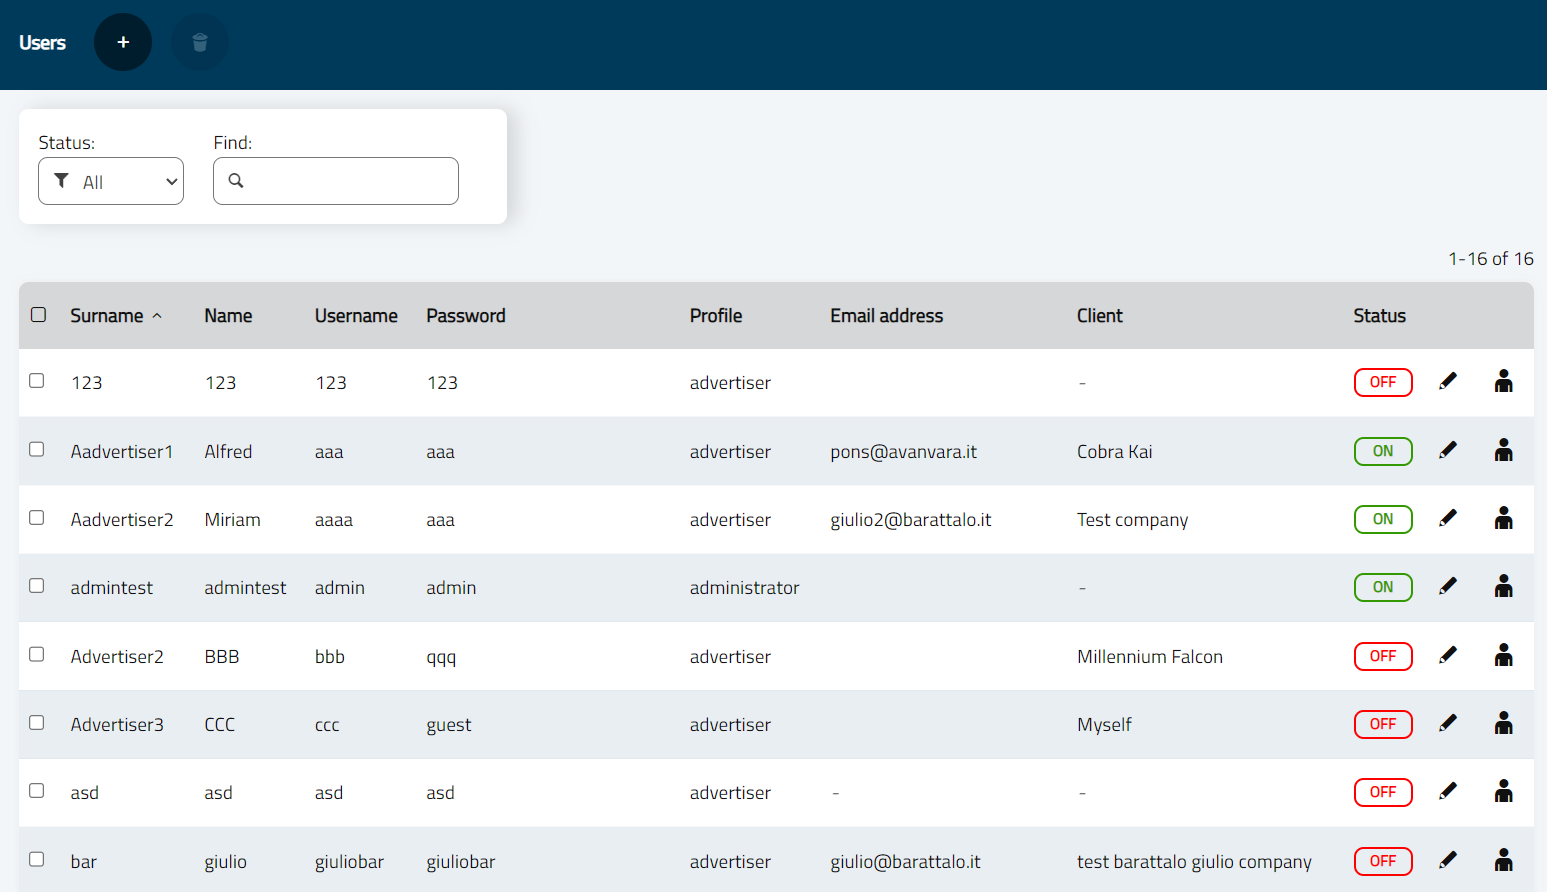 Users +
Status: Find:
All
1-16 of 16
Surname Name Username Password Profile Email address Client Status
123 123 123 123 advertiser - OFF
Aadvertiser1 Alfred aaa aaa advertiser pons@avanvara.it Cobra Kai ON
Aadvertiser2 Miriam aaaa aaa advertiser giulio2@barattalo.it Test company ON
admintest admintest admin admin administrator - ON
Advertiser2 BBB bbb qqq advertiser Millennium Falcon OFF
Advertiser3 CCC ccc guest advertiser Myself OFF
asd asd asd asd advertiser - - OFF
bar giulio giuliobar giuliobar advertiser giulio@barattalo.it test barattalo giulio company OFF